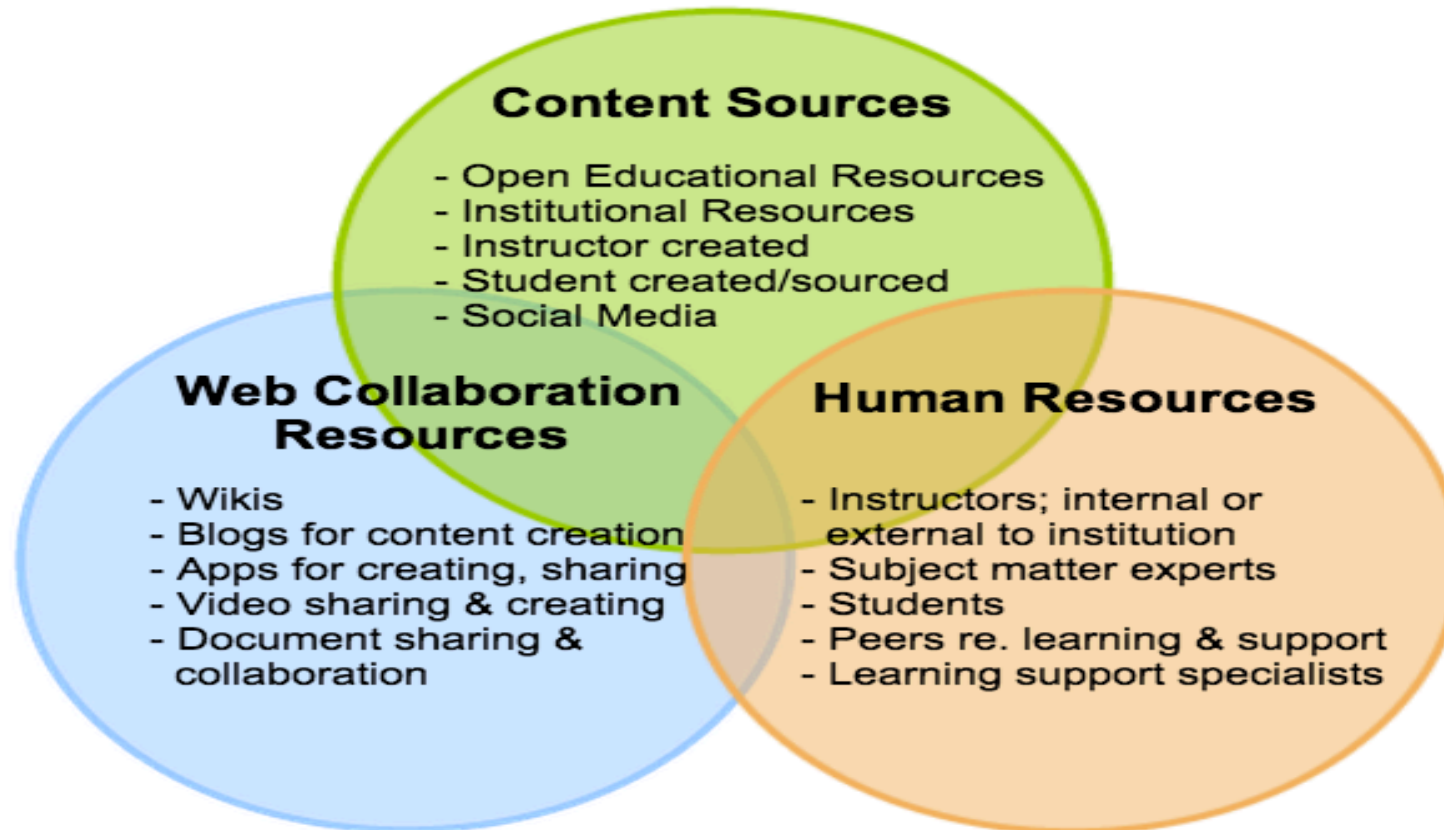 Content Sources
- Open Educational Resources
- Institutional Resources
- Instructor created
- Student created/sourced
- Social Media
Web Collaboration
Resources
- Wikis
- Blogs for content creation
- Apps for creating, sharing
- Video sharing & creating
- Document sharing &
collaboration
Human Resources
- Instructors; internal or
external to institution
- Subject matter experts
- Students
- Peers re. learning & support
- Learning support specialists